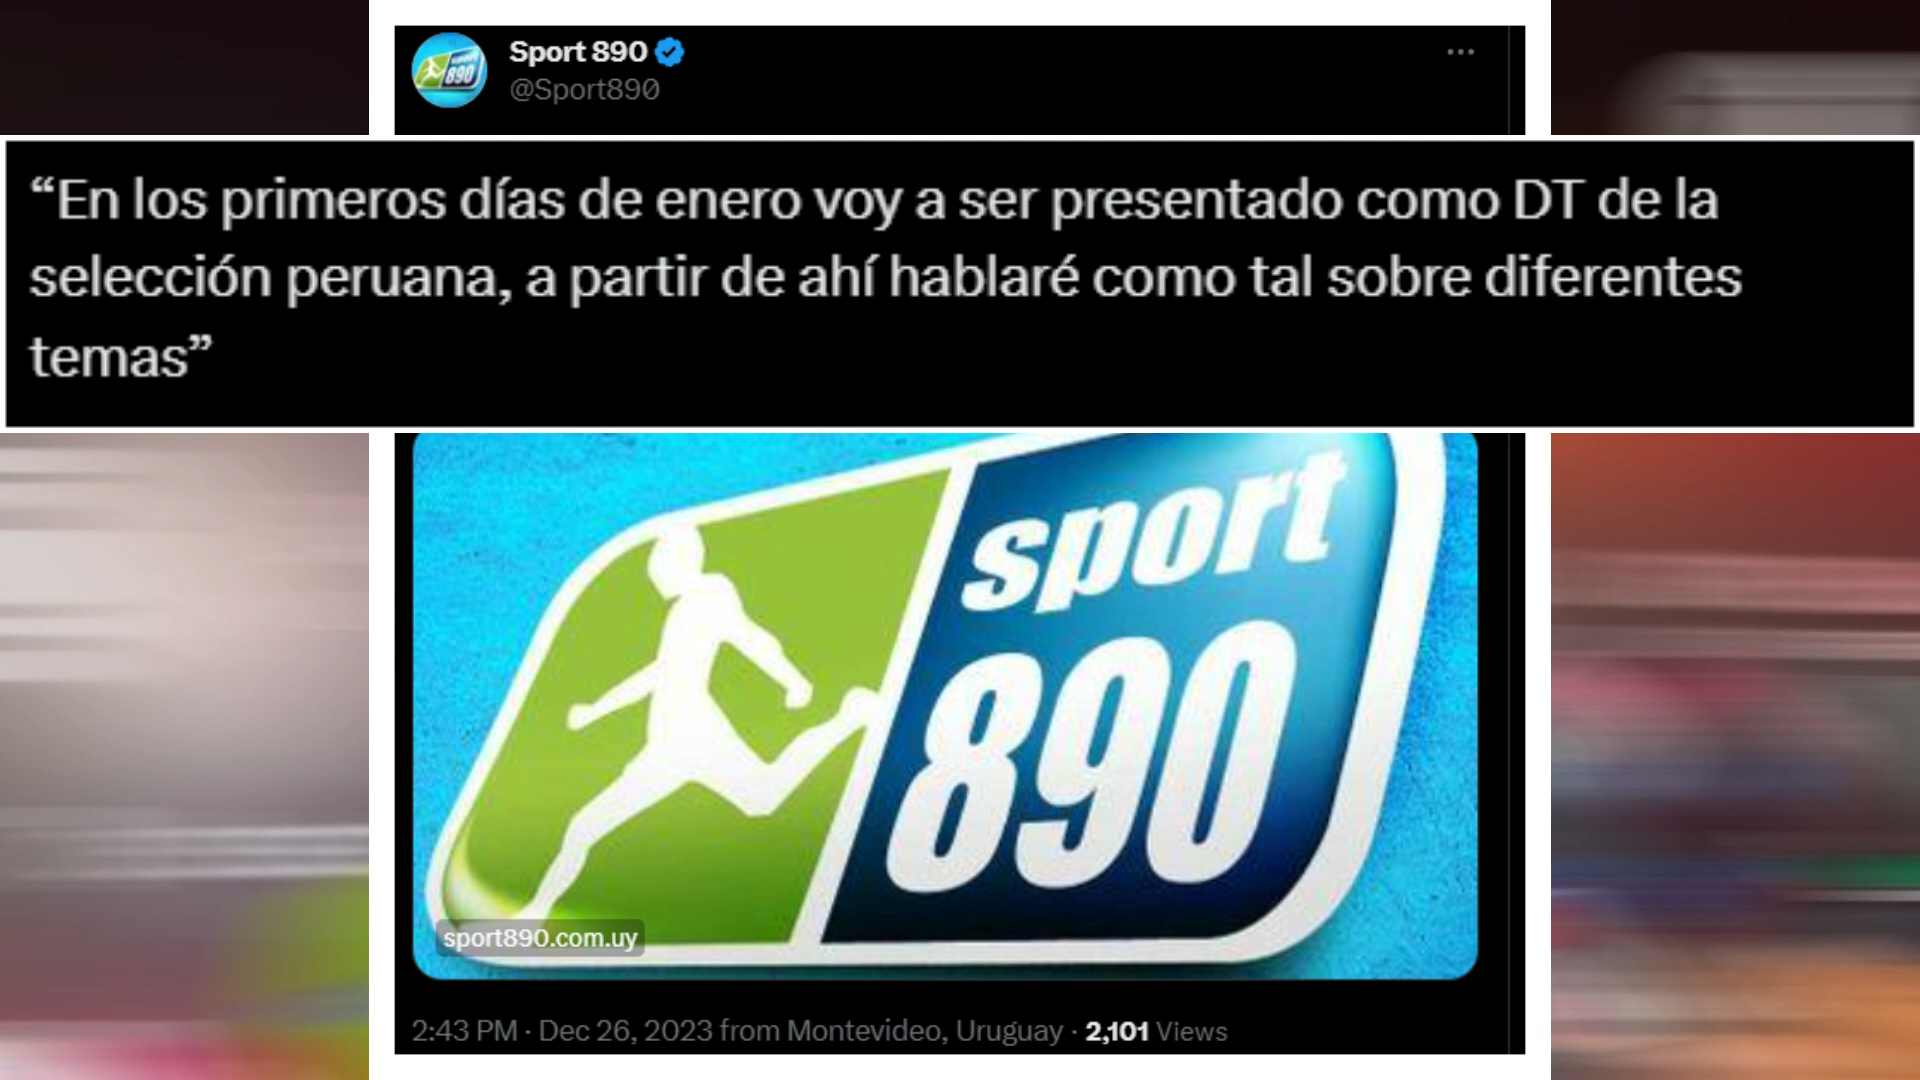 Sport 890
@Sport890
“En los primeros días de enero voy a ser presentado como DT de la
selección peruana, a partir de ahí hablaré como tal sobre diferentes
temas”
sport
890
sport890.com.uy
2:43 PM · Dec 26, 2023 from Montevideo, Uruguay · 2,101 Views